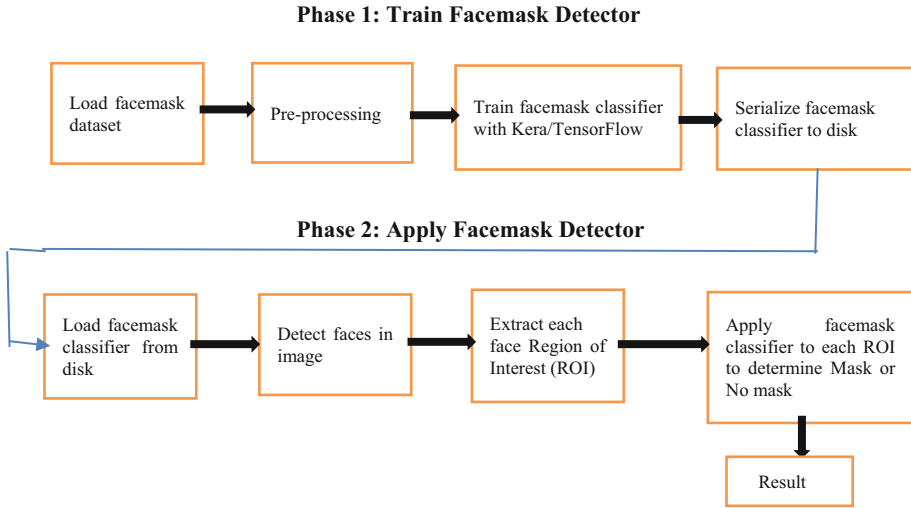 Phase 1: Train Facemask Detector
Load facemask
dataset
Pre-processing
Train facemask classifier
with Kera/TensorFlow
Serialize facemask
classifier to disk
Phase 2: Apply Facemask Detector
Load facemask
classifier from
disk
Detect faces in
image
Extract each
face Region of
Interest (ROI)
Apply facemask
classifier to each ROI
to determine Mask or
No mask
Result